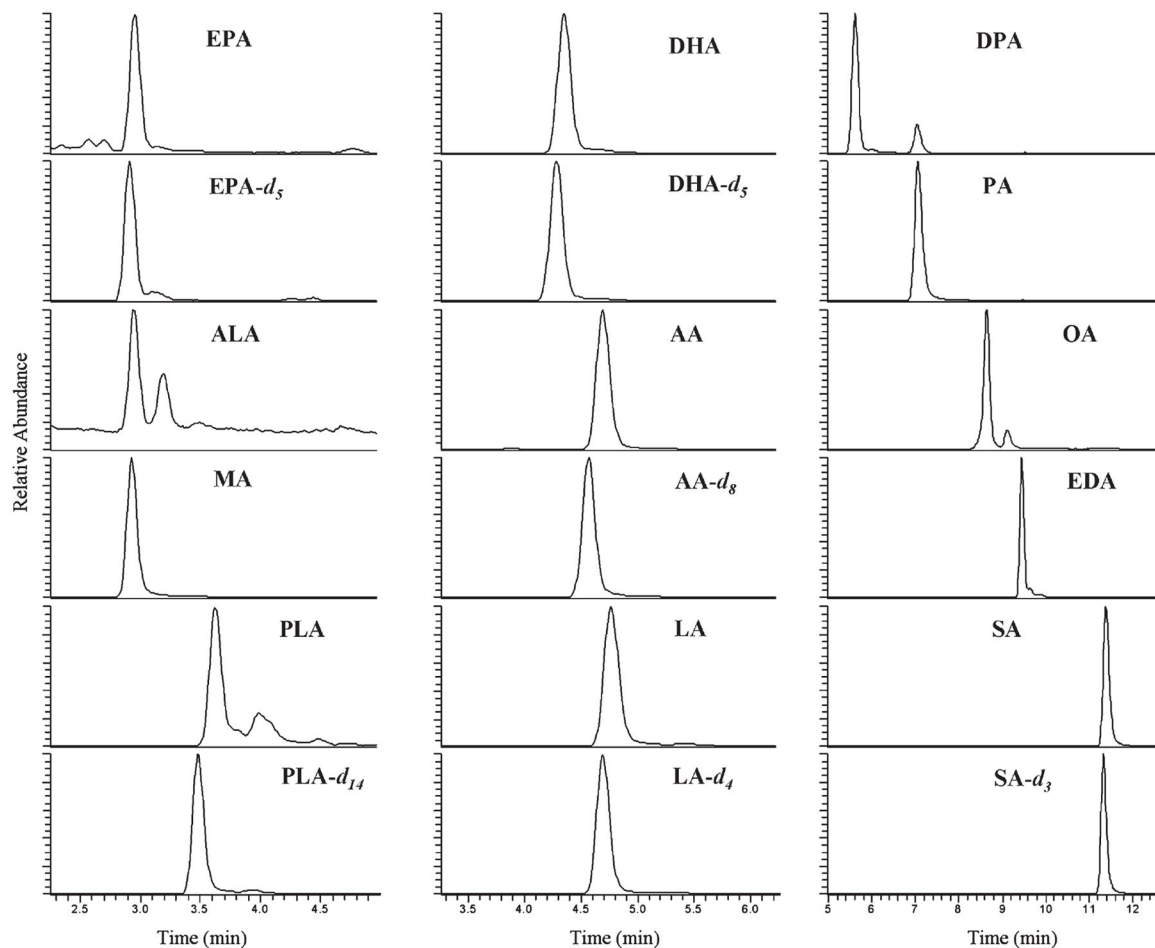 EPA
DHA
DPA
EPA-d5
DHA-d5
PA
ALA
AA
OA
MA
AA-d8
EDA
PLA
LA
SA
PLA-d14
LA-d4
SA-d3
Relative Abundance
2.5 3.0 3.5 4.0 4.5
3.5 4.0 4.5 5.0 5.5 6.0
5 6 7 8 9 10 11 12
Time (min)
Time (min)
Time (min)